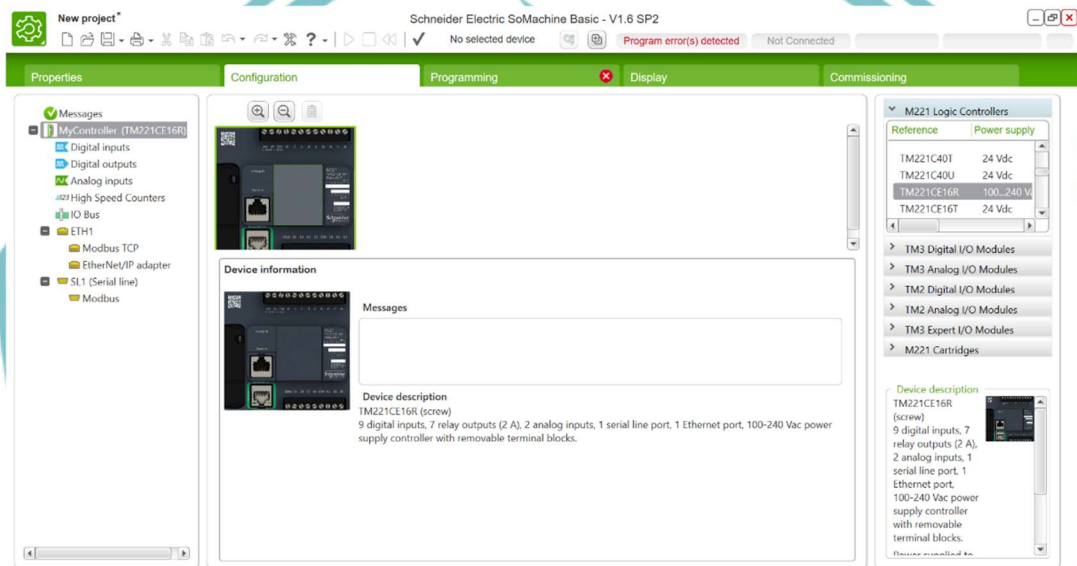 New project*
Schneider Electric SoMachine Basic - V1.6 SP2
No selected device
Program error(s) detected
Not Connected
Properties
Configuration
Programming
Display
Commissioning
Messages
MyController (TM221CE16R)
Digital inputs
Digital outputs
Analog inputs
High Speed Counters
IO Bus
ETH1
Modbus TCP
EtherNet/IP adapter
SL1 (Serial line)
Modbus
Device information
Messages
Device description
TM221CE16R (screw)
9 digital inputs, 7 relay outputs (2 A), 2 analog inputs, 1 serial line port, 1 Ethernet port, 100-240 Vac power
supply controller with removable terminal blocks.
M221 Logic Controllers
Reference Power supply
TM221C40T 24 Vdc
TM221C40U 24 Vdc
TM221CE16R 100...240 V
TM221CE16T 24 Vdc
TM3 Digital I/O Modules
TM3 Analog I/O Modules
TM2 Digital I/O Modules
TM2 Analog I/O Modules
TM3 Expert I/O Modules
M221 Cartridges
Device description
TM221CE16R
(screw)
9 digital inputs, 7
relay outputs (2 A),
2 analog inputs, 1
serial line port, 1
Ethernet port,
100-240 Vac power
supply controller
with removable
terminal blocks.
Power supplied to